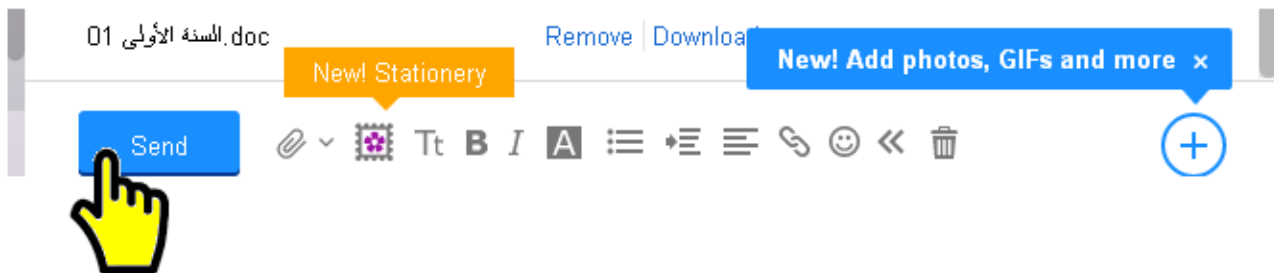 السنة الأولى 01.doc
Remove Download
New! Stationery
New! Add photos, GIFs and more ×
Send Tt B I A